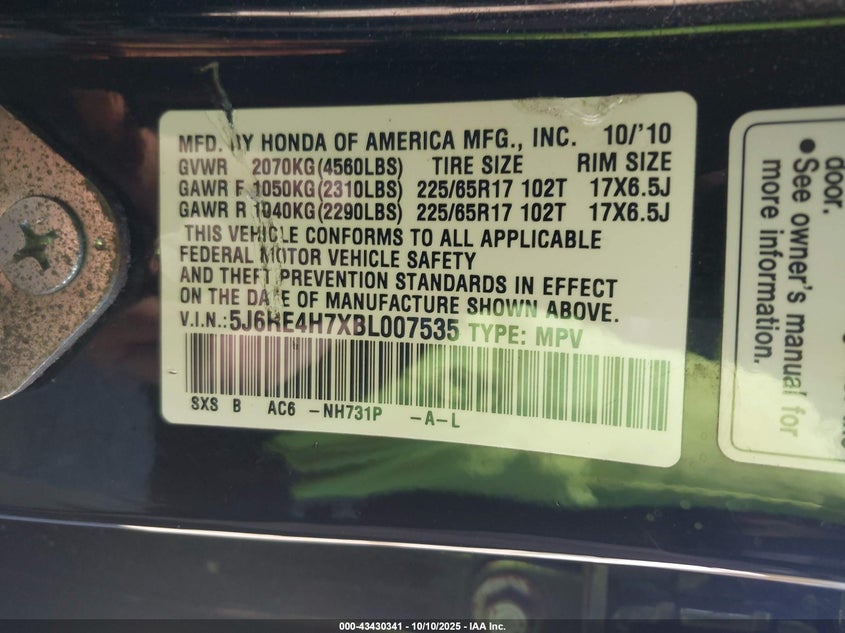 MFD. BY HONDA OF AMERICA MFG., INC. 10/'10
GVWR 2070KG(4560LBS) TIRE SIZE RIM SIZE
GAWR F 1050KG(2310LBS) 225/65R17 102T 17X6.5J
GAWR R 1040KG(2290LBS) 225/65R17 102T 17X6.5J
THIS VEHICLE CONFORMS TO ALL APPLICABLE
FEDERAL MOTOR VEHICLE SAFETY
AND THEFT PREVENTION STANDARDS IN EFFECT
ON THE DATE OF MANUFACTURE SHOWN ABOVE.
V.I.N.:5J6RE4H7XBL007535 TYPE: MPV
SXS B AC6 -NH731P -A-L
door.
• See owner's manual for
more information.
000-43430341 - 10/10/2025 - IAA Inc.